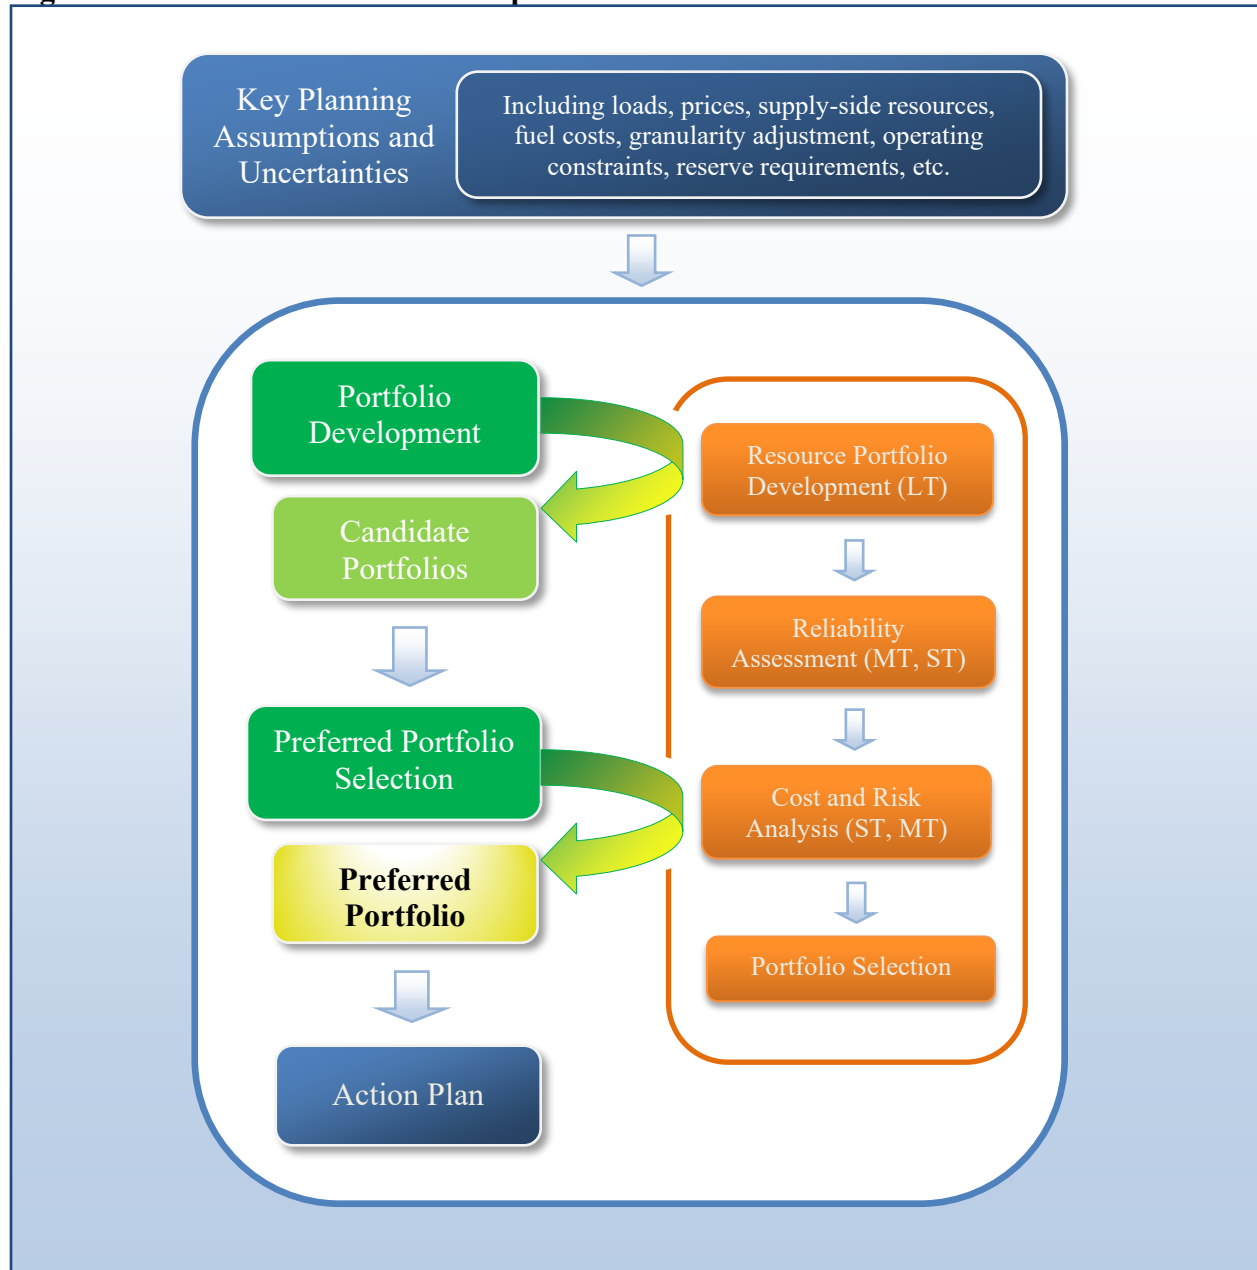 Key Planning
Assumptions and
Uncertainties
Including loads, prices, supply-side resources,
fuel costs, granularity adjustment, operating
constraints, reserve requirements, etc.
Portfolio
Development
Candidate
Portfolios
Preferred Portfolio
Selection
Preferred
Portfolio
Action Plan
Resource Portfolio
Development (LT)
Reliability
Assessment (MT, ST)
Cost and Risk
Analysis (ST, MT)
Portfolio Selection